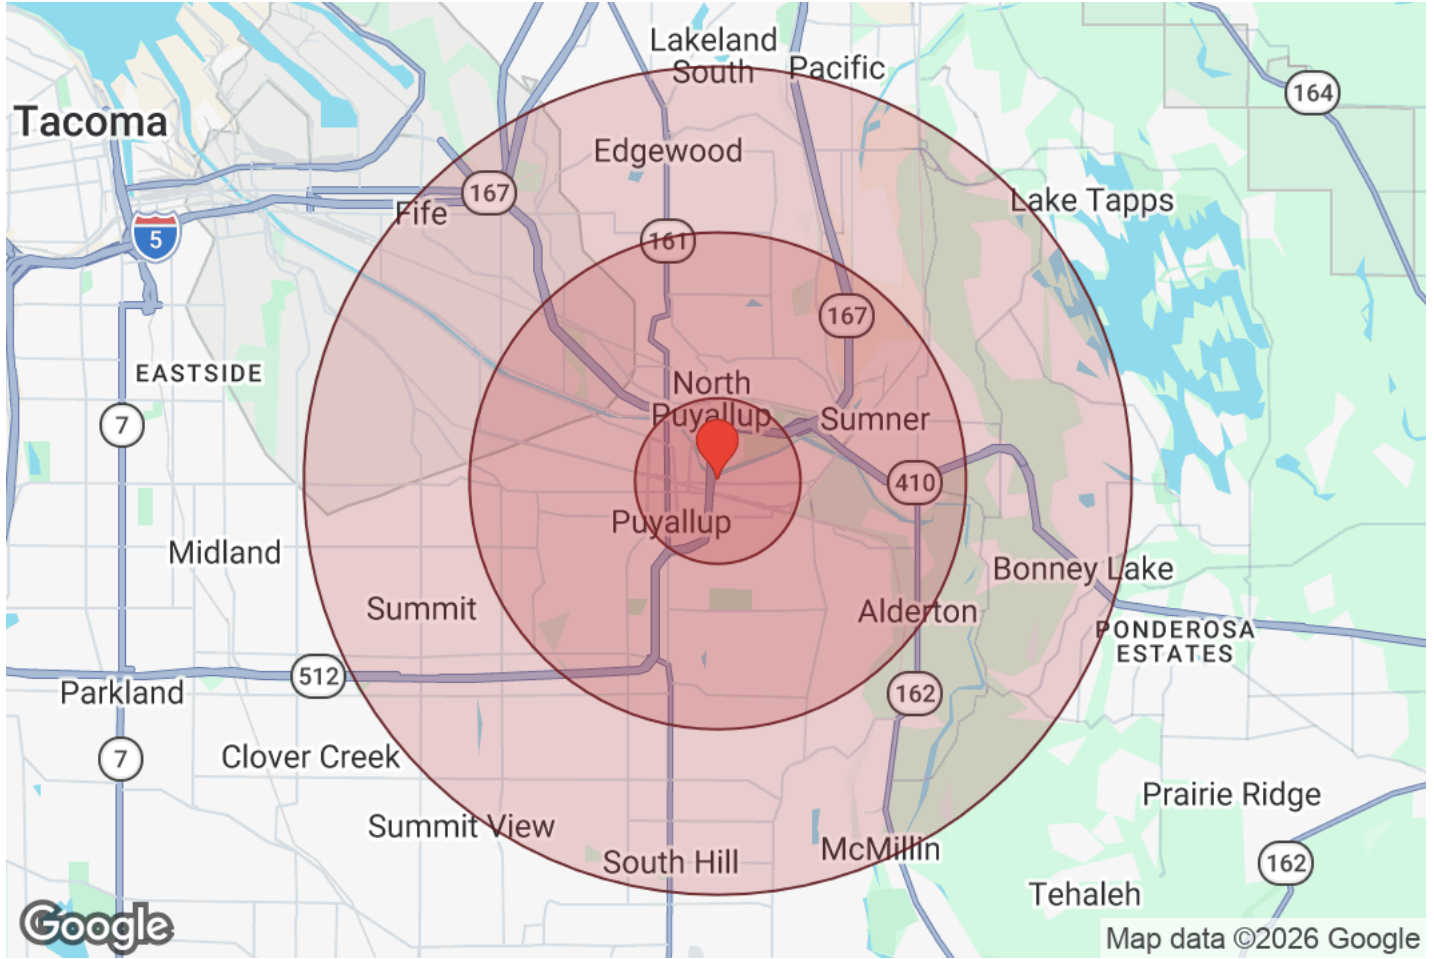 Lakeland
South
Pacific
164
Tacoma
Edgewood
167
Lake Tapps
Fife
5
161
167
EASTSIDE
North
Puyallup
7
Sumner
410
Puyallup
Midland
Bonney Lake
Summit
Alderton
PONDEROSA
ESTATES
512
Parkland
162
7
Clover Creek
Prairie Ridge
Summit View
South Hill
McMillin
162
Tehaleh
Google
Map data ©2026 Google